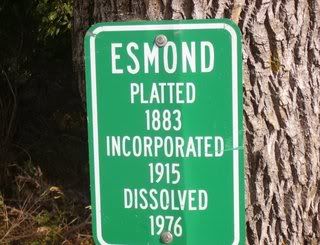 ESMOND
PLATTED
1883
INCORPORATED
1915
DISSOLVED
1976